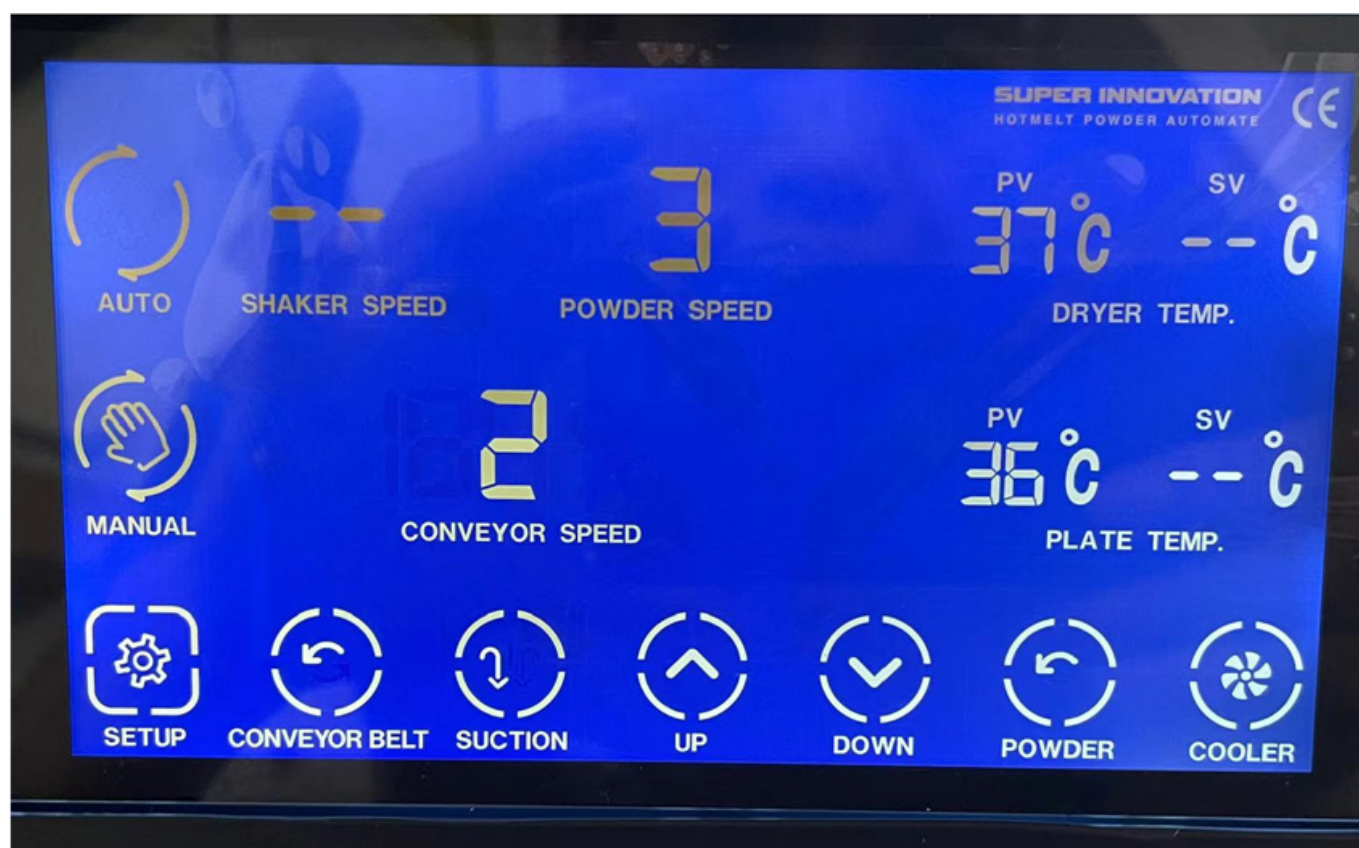 SUPER INNOVATION CE
HOTMELT POWDER AUTOMATE
PV SV
-- 3 37°C --°C
AUTO SHAKER SPEED POWDER SPEED DRYER TEMP.
PV SV
2 36°C --°C
MANUAL CONVEYOR SPEED PLATE TEMP.
SETUP CONVEYOR BELT SUCTION UP DOWN POWDER COOLER